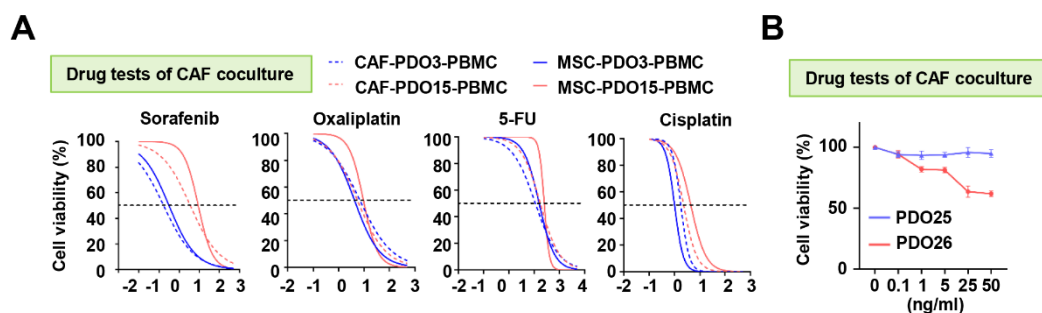 A
Drug tests of CAF coculture
CAF-PDO3-PBMC
MSC-PDO3-PBMC
CAF-PDO15-PBMC
MSC-PDO15-PBMC
Sorafenib
Oxaliplatin
5-FU
Cisplatin
Cell viability (%)
100
80
60
40
20
0
-2 -1 0 1 2 3
100
80
60
40
20
0
-2 -1 0 1 2 3
100
80
60
40
20
0
-2 -1 0 1 2 3 4
100
80
60
40
20
0
-2 -1 0 1 2 3
B
Drug tests of CAF coculture
Cell viability (%)
100
50
0
PDO25
PDO26
0 0.1 1 5 25 50
(ng/ml)